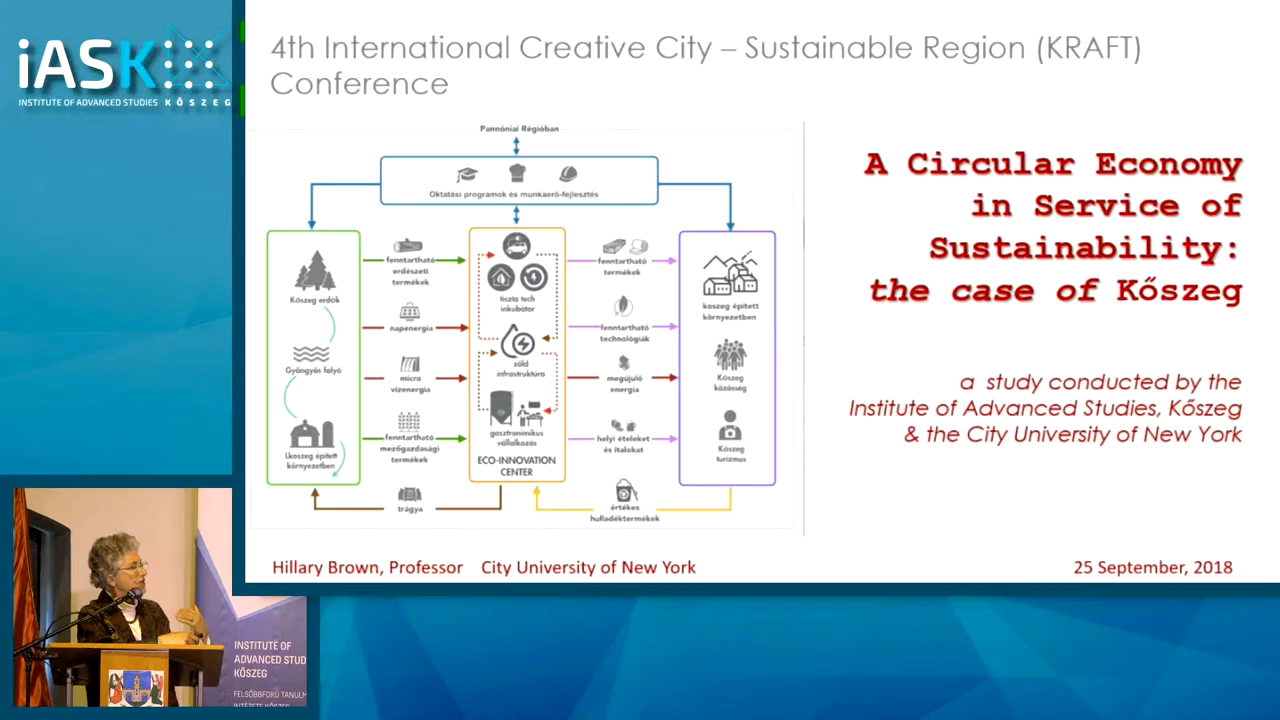 iASK
INSTITUTE OF ADVANCED STUDIES KŐSZEG
4th International Creative City – Sustainable Region (KRAFT)
Conference
Pannóniai Régióban
Oktatási programok és munkaerő-fejlesztés
Kőszeg erdők
Gyöngyös folyó
Lkoszeg épített
környezetben
fenntartható
erdészeti
termékek
napenergia
micro
vízenergia
fenntartható
mezőgazdasági
termékek
trágya
tiszta tech
inkubátor
zöld
infrastruktúra
gasztronimikus
vállalkozás
ECO-INNOVATION
CENTER
fenntartható
termékek
fenntartható
technológiák
megújuló
energia
helyi ételeket
és italokat
értékes
hulladéktermékek
koszeg épített
környezetben
Kőszeg
közösség
Kőszeg
turizmus
A Circular Economy
in Service of
Sustainability:
the case of Kőszeg
a study conducted by the
Institute of Advanced Studies, Kőszeg
& the City University of New York
Hillary Brown, Professor City University of New York
25 September, 2018
INSTITUTE OF
ADVANCED STUD
KŐSZEG
FELSŐBBFOKÚ TANULM
INTÉZETE KŐSZEG